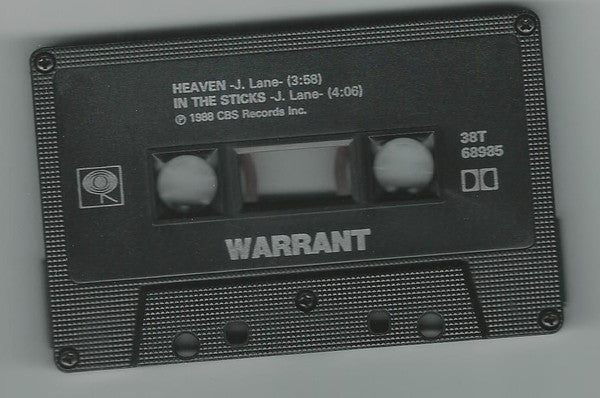 HEAVEN -J. Lane- (3:58)
IN THE STICKS -J. Lane- (4:06)
℗ 1988 CBS Records Inc.
38T
68985
WARRANT